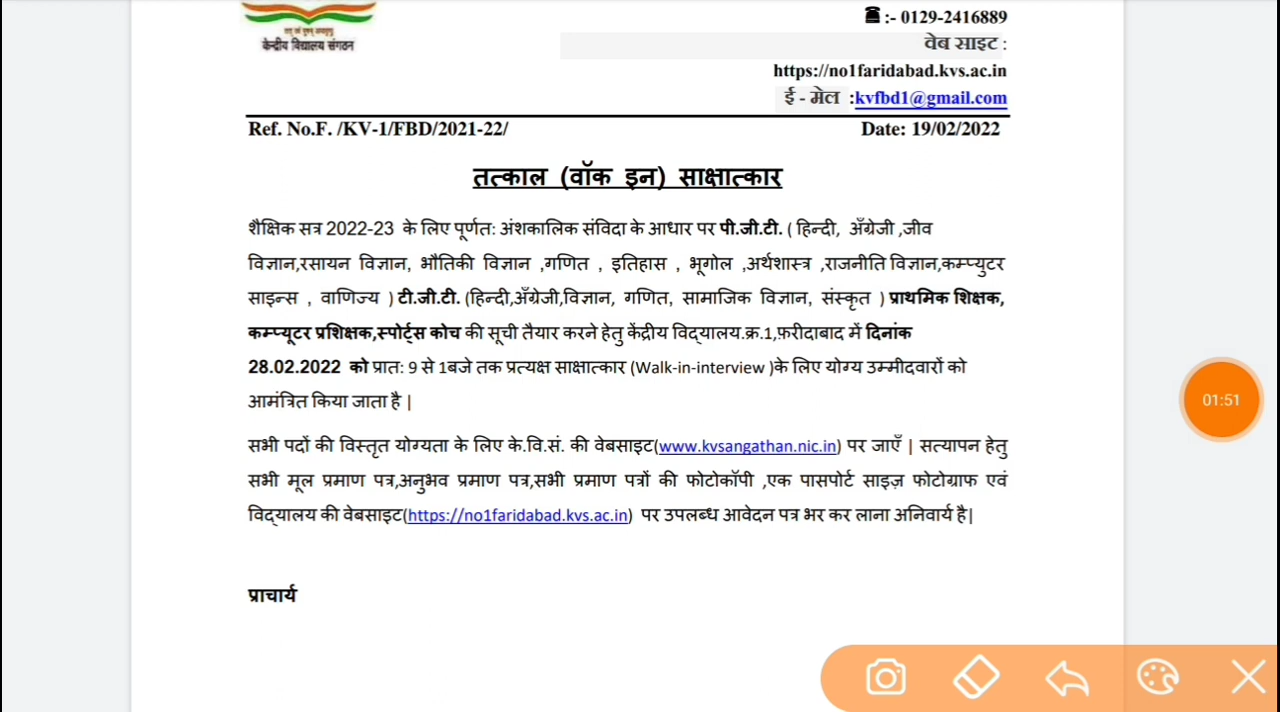 ☎ :- 0129-2416889
केन्द्रीय विद्यालय संगठन
वेब साइट :
https://no1faridabad.kvs.ac.in
ई - मेल :kvfbd1@gmail.com
Ref. No.F. /KV-1/FBD/2021-22/ Date: 19/02/2022
तत्काल (वॉक इन) साक्षात्कार
शैक्षिक सत्र 2022-23 के लिए पूर्णत: अंशकालिक संविदा के आधार पर पी.जी.टी. ( हिन्दी, अँग्रेजी ,जीव
विज्ञान,रसायन विज्ञान, भौतिकी विज्ञान ,गणित , इतिहास , भूगोल ,अर्थशास्त्र ,राजनीति विज्ञान,कम्प्युटर
साइन्स , वाणिज्य ) टी.जी.टी. (हिन्दी,अँग्रेजी,विज्ञान, गणित, सामाजिक विज्ञान, संस्कृत ) प्राथमिक शिक्षक,
कम्प्यूटर प्रशिक्षक,स्पोर्ट्स कोच की सूची तैयार करने हेतु केंद्रीय विद्यालय.क्र.1,फ़रीदाबाद में दिनांक
28.02.2022 को प्रात: 9 से 1बजे तक प्रत्यक्ष साक्षात्कार (Walk-in-interview )के लिए योग्य उम्मीदवारों को
आमंत्रित किया जाता है |
सभी पदों की विस्तृत योग्यता के लिए के.वि.सं. की वेबसाइट(www.kvsangathan.nic.in) पर जाएँ | सत्यापन हेतु
सभी मूल प्रमाण पत्र,अनुभव प्रमाण पत्र,सभी प्रमाण पत्रों की फोटोकॉपी ,एक पासपोर्ट साइज़ फोटोग्राफ एवं
विद्यालय की वेबसाइट(https://no1faridabad.kvs.ac.in) पर उपलब्ध आवेदन पत्र भर कर लाना अनिवार्य है|
प्राचार्य
01:51